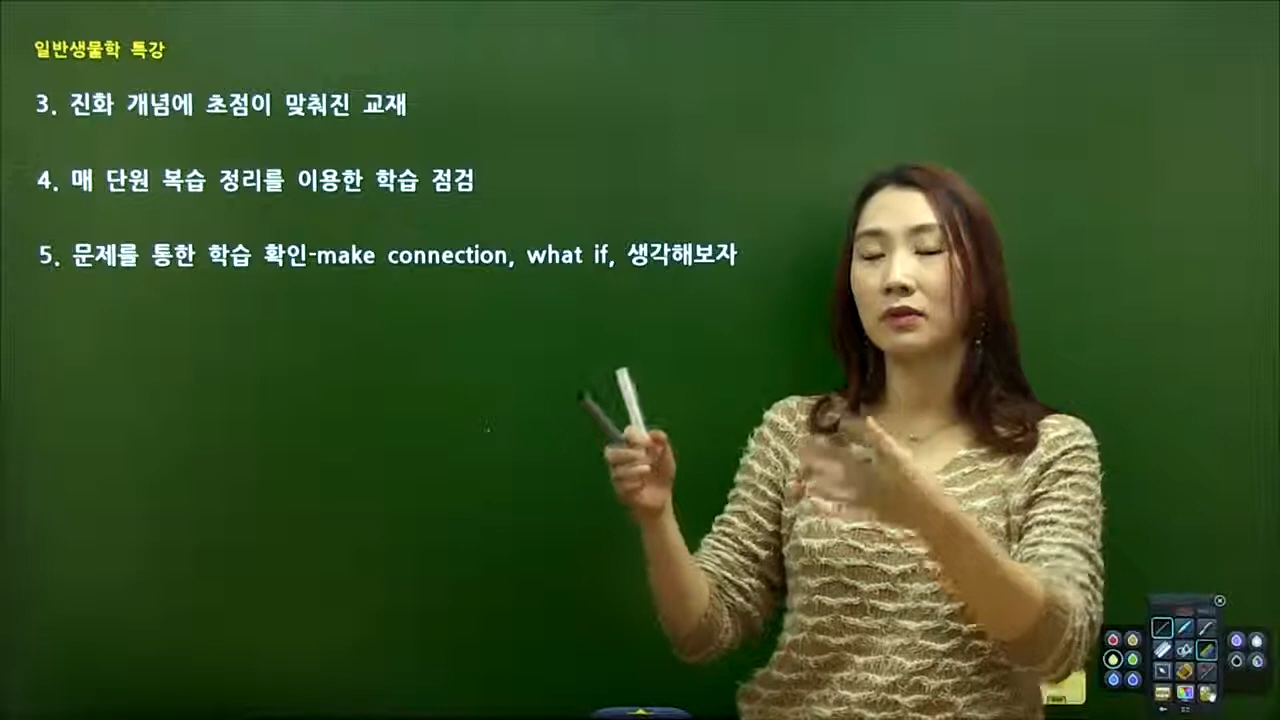 일반생물학 특강
3. 진화 개념에 초점이 맞춰진 교재
4. 매 단원 복습 정리를 이용한 학습 점검
5. 문제를 통한 학습 확인-make connection, what if, 생각해보자